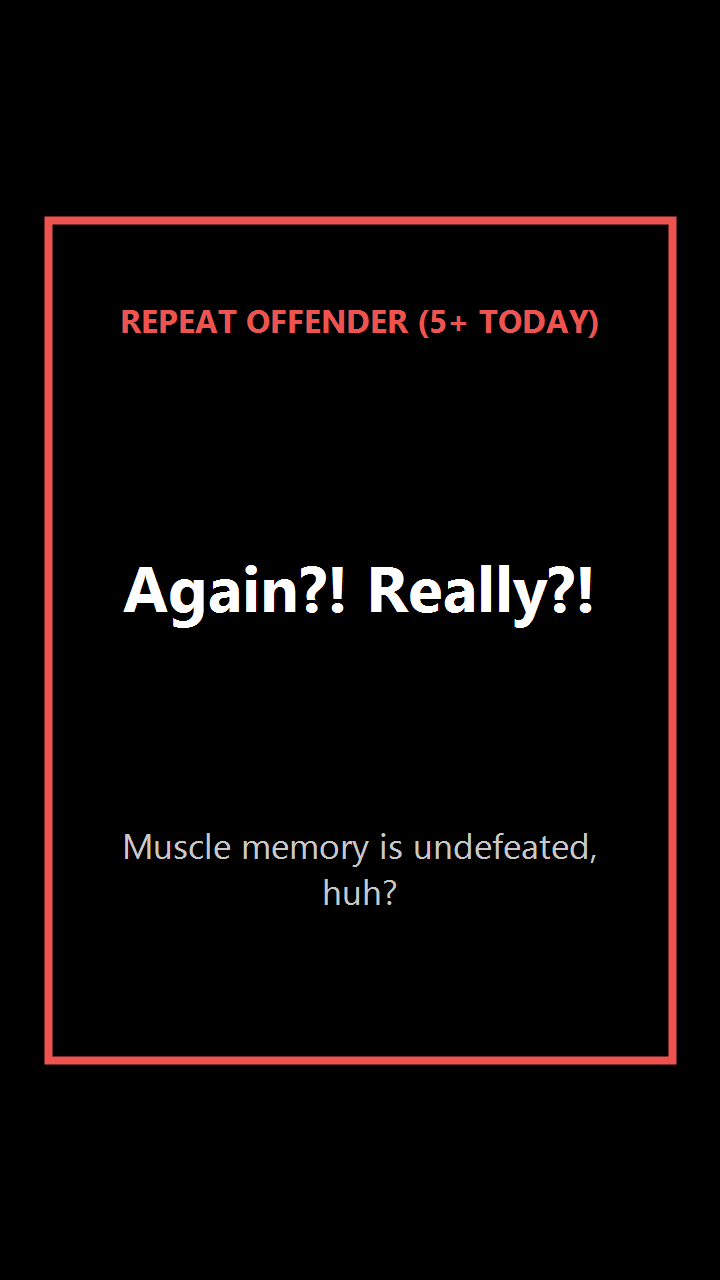 REPEAT OFFENDER (5+ TODAY)
Again?! Really?!
Muscle memory is undefeated,
huh?